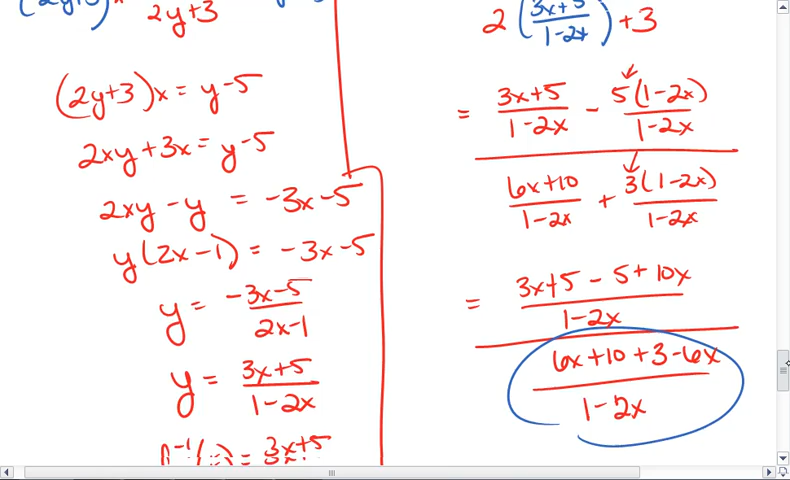 2y+3
(2y+3)x = y-5
2xy+3x = y-5
2xy-y = -3x-5
y(2x-1) = -3x-5
y = -3x-5
2x-1
y = 3x+5
1-2x
3x+5
2 ( 3x+5 / 1-2x ) +3
= 3x+5 / 1-2x - 5(1-2x) / 1-2x
6x+10 / 1-2x + 3(1-2x) / 1-2x
= 3x+5-5+10x
1-2x
6x+10+3-6x
1-2x